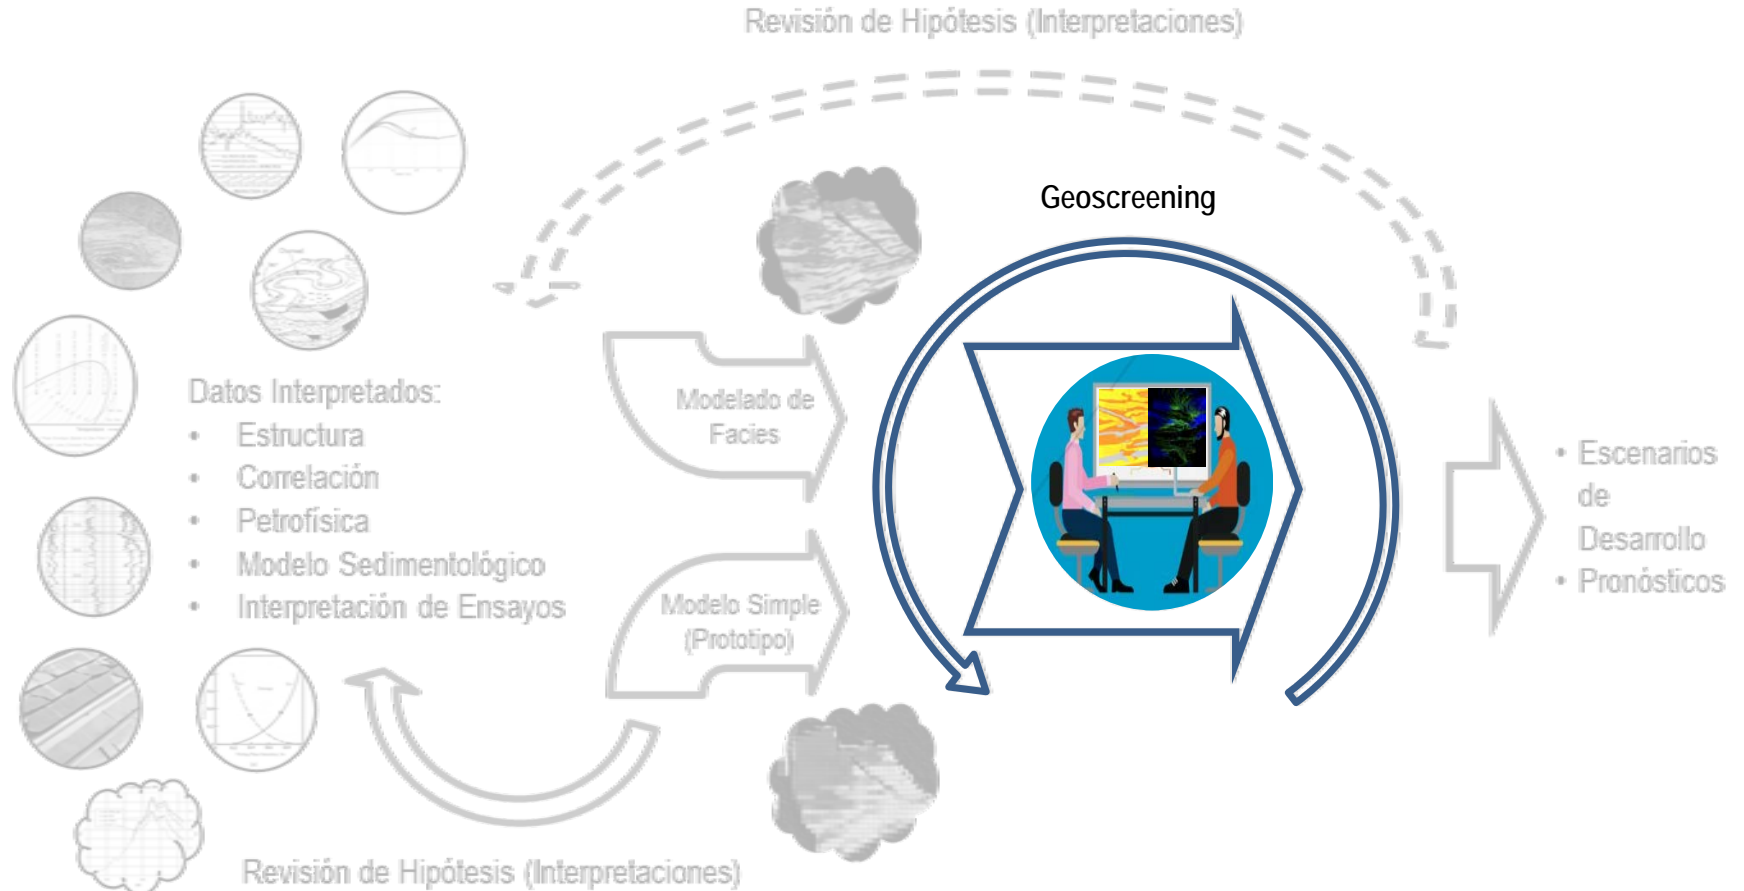 Revisión de Hipótesis (Interpretaciones)
Geoscreening
Datos Interpretados:
• Estructura
• Correlación
• Petrofísica
• Modelo Sedimentológico
• Interpretación de Ensayos
Modelado de
Facies
Modelo Simple
(Prototipo)
• Escenarios
de
Desarrollo
• Pronósticos
Revisión de Hipótesis (Interpretaciones)